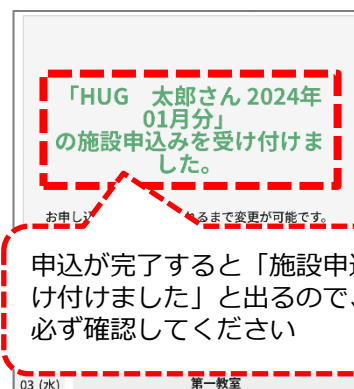 「HUG　太郎さん 2024年
01月分」
の施設申込みを受け付けま
した。
お申し れるまで変更が可能です。
申込が完了すると「施設申込
け付けました」と出るので、
必ず確認してください
03 (水)
第一教室